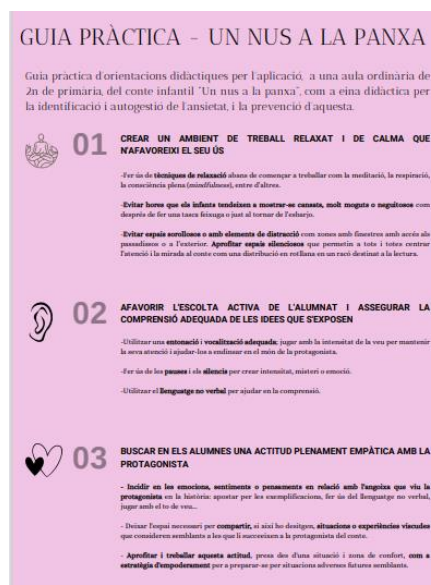 GUIA PRÀCTICA - UN NUS A LA PANXA
Guia pràctica d'orientacions didàctiques per l'aplicació, a una aula ordinària de
2n de primària, del conte infantil "Un nus a la panxa", com a eina didàctica per
la identificació i autogestió de l'ansietat, i la prevenció d'aquesta.
01
CREAR UN AMBIENT DE TREBALL RELAXAT I DE CALMA QUE
N'AFAVOREIXI EL SEU ÚS
-Fer ús de tècniques de relaxació abans de començar a treballar com la meditació, la respiració,
la consciència plena (mindfulness), entre d'altres.
-Evitar hores que els infants tendeixen a mostrar-se cansats, molt moguts o neguitosos com
després de fer una tasca feixuga o just al tornar de l'esbarjo.
-Evitar espais sorollosos o amb elements de distracció com zones amb finestres amb accés als
passadissos o a l'exterior. Aprofitar espais silenciosos que permetin a tots i totes centrar
l'atenció i la mirada al conte com una distribució en rotllana en un racó destinat a la lectura.
02
AFAVORIR L'ESCOLTA ACTIVA DE L'ALUMNAT I ASSEGURAR LA
COMPRENSIÓ ADEQUADA DE LES IDEES QUE S'EXPOSEN
-Utilitzar una entonació i vocalització adequada; jugar amb la intensitat de la veu per mantenir
la seva atenció i ajudar-los a endinsar en el món de la protagonista.
-Fer ús de les pauses i els silencis per crear intensitat, misteri o emoció.
-Utilitzar el llenguatge no verbal per ajudar en la comprensió.
03
BUSCAR EN ELS ALUMNES UNA ACTITUD PLENAMENT EMPÀTICA AMB LA
PROTAGONISTA
- Incidir en les emocions, sentiments o pensaments en relació amb l'angoixa que viu la
protagonista en la història: apostar per les exemplificacions, fer ús del llenguatge no verbal,
jugar amb el to de veu...
- Deixar l'espai necessari per compartir, si així ho desitgen, situacions o experiències viscudes
que consideren semblants a les que li succeeixen a la protagonista del conte.
- Aprofitar i treballar aquesta actitud, presa des d'una situació i zona de confort, com a
estratègia d'empoderament per a preparar-se per situacions adverses futures semblants.